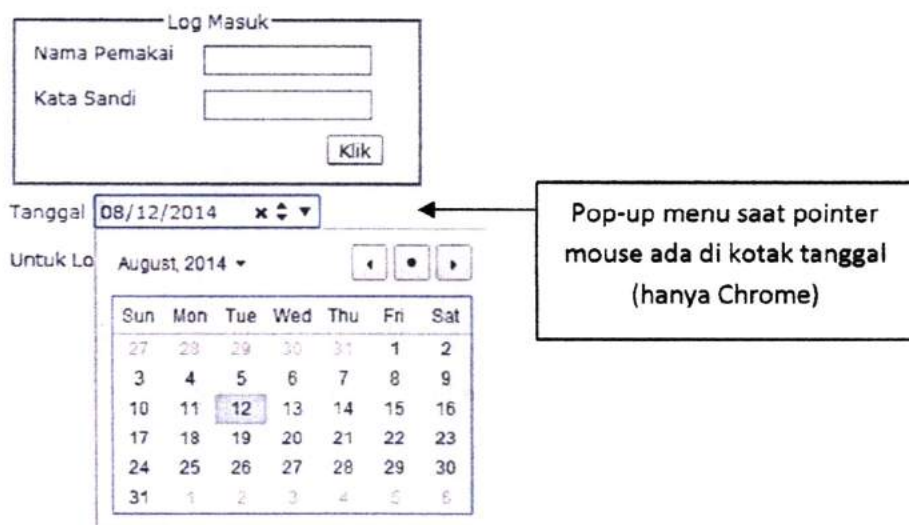 Log Masuk
Nama Pemakai
Kata Sandi
Klik
Tanggal 08/12/2014
Pop-up menu saat pointer
mouse ada di kotak tanggal
(hanya Chrome)
Untuk Lo
August, 2014
Sun Mon Tue Wed Thu Fri Sat
27 28 29 30 31 1 2
3 4 5 6 7 8 9
10 11 12 13 14 15 16
17 18 19 20 21 22 23
24 25 26 27 28 29 30
31 1 2 3 4 5 6